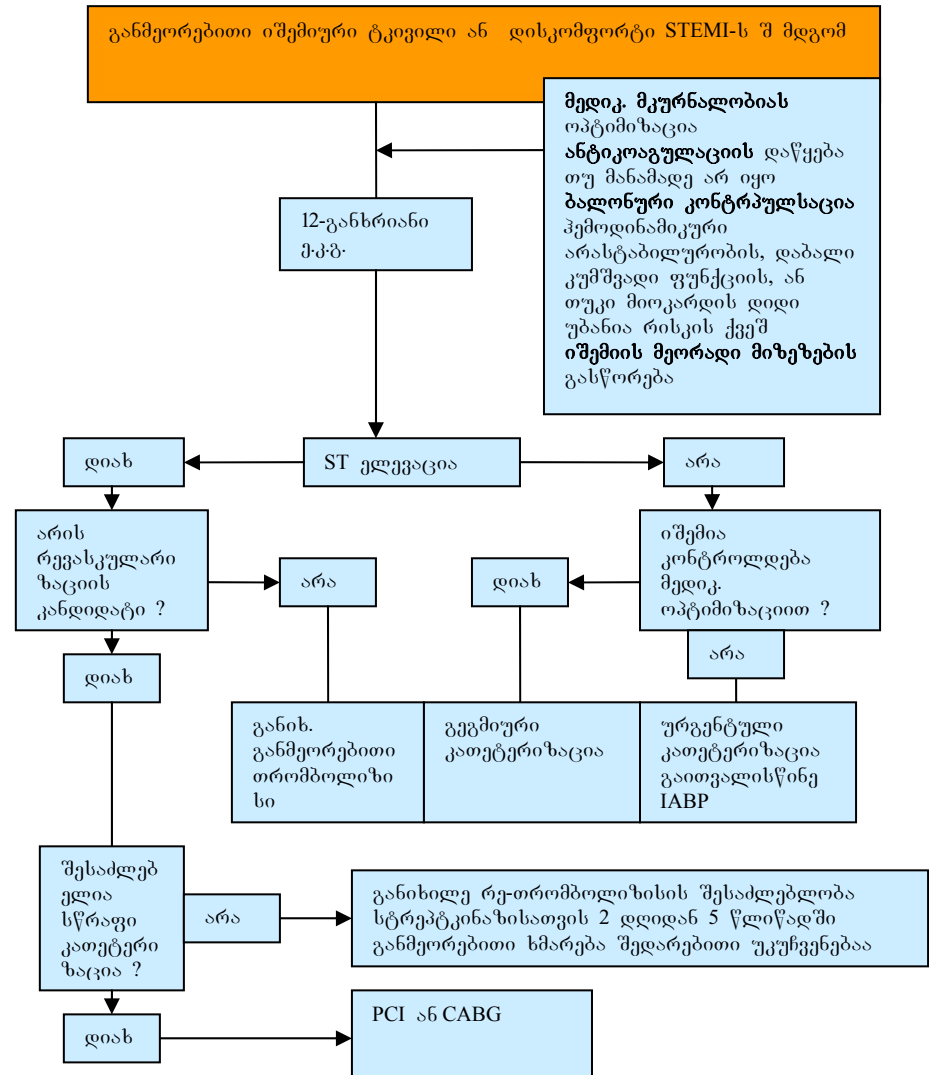 განმეორებითი იშემიური ტკივილი ან დისკომფორტი STEMI-ს შ მდგომ
მედიკ. მკურნალობიას
ოპტიმიზაცია
ანტიკოაგულაციის დაწყება
თუ მანამადე არ იყო
ბალონური კონტრპულსაცია
ჰემოდინამიკური
არასტაბილურობის, დაბალი
კუმშვადი ფუნქციის, ან
თუკი მიოკარდის დიდი
უბანია რისკის ქვეშ
იშემიის მეორადი მიზეზების
გასწორება
12-განხრიანი
ე.კ.გ.
დიახ
ST ელევაცია
არა
არის
რევასკულარი
ზაციის
კანდიდატი ?
არა
დიახ
იშემია
კონტროლდება
მედიკ.
ოპტიმიზაციით ?
დიახ
არა
განიხ.
განმეორებითი
თრომბოლიზი
სი
გეგმიური
კათეტერიზაცია
ურგენტული
კათეტერიზაცია
გაითვალისწინე
IABP
შესაძლებ
ელია
სწრაფი
კათეტერი
ზაცია ?
არა
განიხილე რე-თრომბოლიზისის შესაძლებლობა
სტრეპტკინაზისათვის 2 დღიდან 5 წლიწადში
განმეორებითი ხმარება შედარებითი უკუჩვენებაა
დიახ
PCI ან CABG